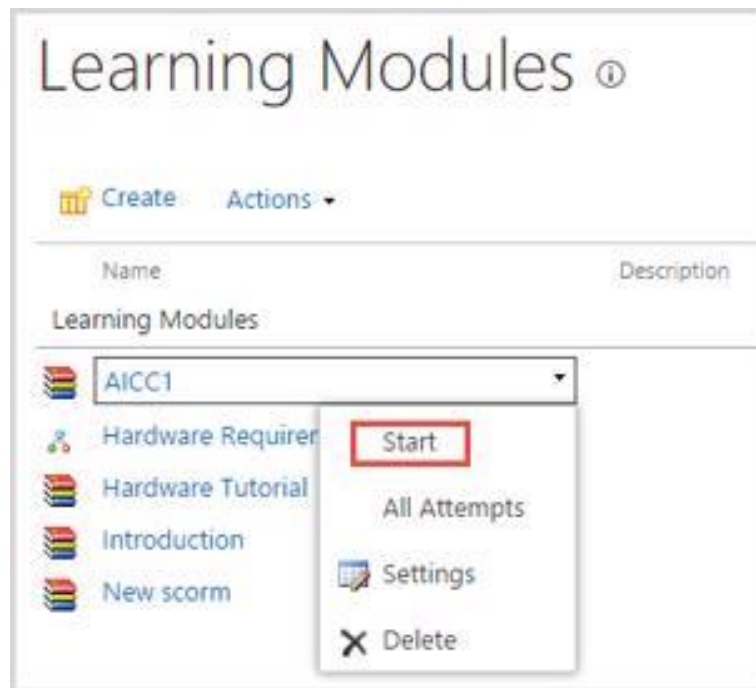 Learning Modules
Create Actions
Name Description
Learning Modules
AICC1
Hardware Requirer
Start
All Attempts
Hardware Tutorial
Introduction
Settings
New scorm
Delete